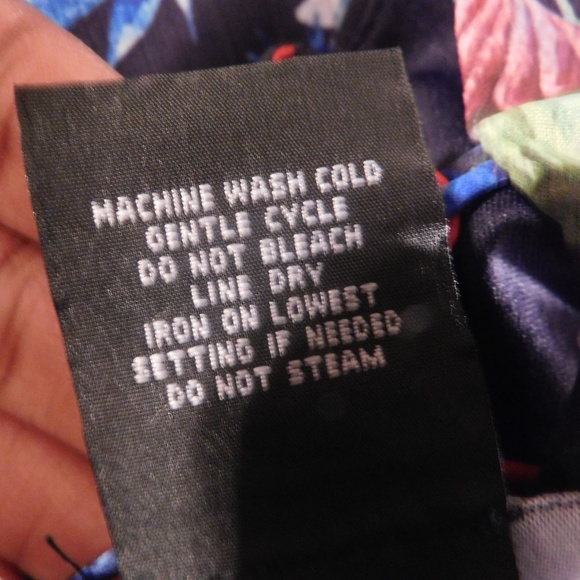 MACHINE WASH COLD
GENTLE CYCLE
DO NOT BLEACH
LINE DRY
IRON ON LOWEST
SETTING IF NEEDED
DO NOT STEAM